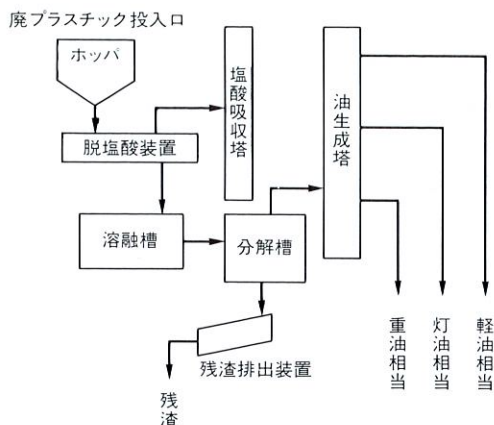 廃プラスチック投入口
ホッパ
脱塩酸装置
塩酸吸収塔
油生成塔
溶融槽
分解槽
残渣排出装置
残渣
重油相当
灯油相当
軽油相当